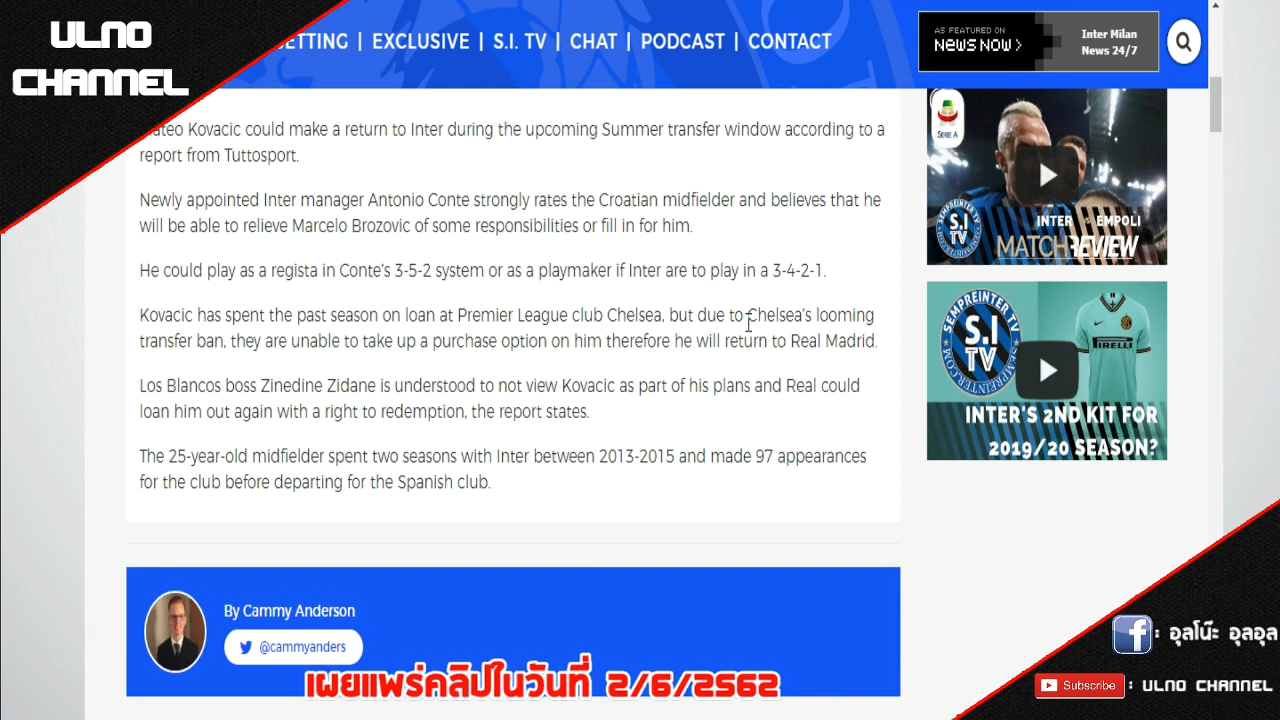 ULNO
CHANNEL
ETTING | EXCLUSIVE | S.I. TV | CHAT | PODCAST | CONTACT
AS FEATURED ON
NEWS NOW >
Inter Milan
News 24/7
ateo Kovacic could make a return to Inter during the upcoming Summer transfer window according to a
report from Tuttosport.
Newly appointed Inter manager Antonio Conte strongly rates the Croatian midfielder and believes that he
will be able to relieve Marcelo Brozovic of some responsibilities or fill in for him.
He could play as a regista in Conte's 3-5-2 system or as a playmaker if Inter are to play in a 3-4-2-1.
Kovacic has spent the past season on loan at Premier League club Chelsea, but due to Chelsea's looming
transfer ban, they are unable to take up a purchase option on him therefore he will return to Real Madrid.
Los Blancos boss Zinedine Zidane is understood to not view Kovacic as part of his plans and Real could
loan him out again with a right to redemption, the report states.
The 25-year-old midfielder spent two seasons with Inter between 2013-2015 and made 97 appearances
for the club before departing for the Spanish club.
SERIE A
S.I
TV
INTER VS EMPOLI
MATCH REVIEW
SEMPREINTER TV
S.I
TV
SEMPREINTER.COM
PIRELLI
INTER'S 2ND KIT FOR
2019/20 SEASON?
By Cammy Anderson
@cammyanders
เผยแพร่คลิปในวันที่ 2/6/2562
f : อุลโน๊ะ อุลอุล
Subscribe : ULNO CHANNEL